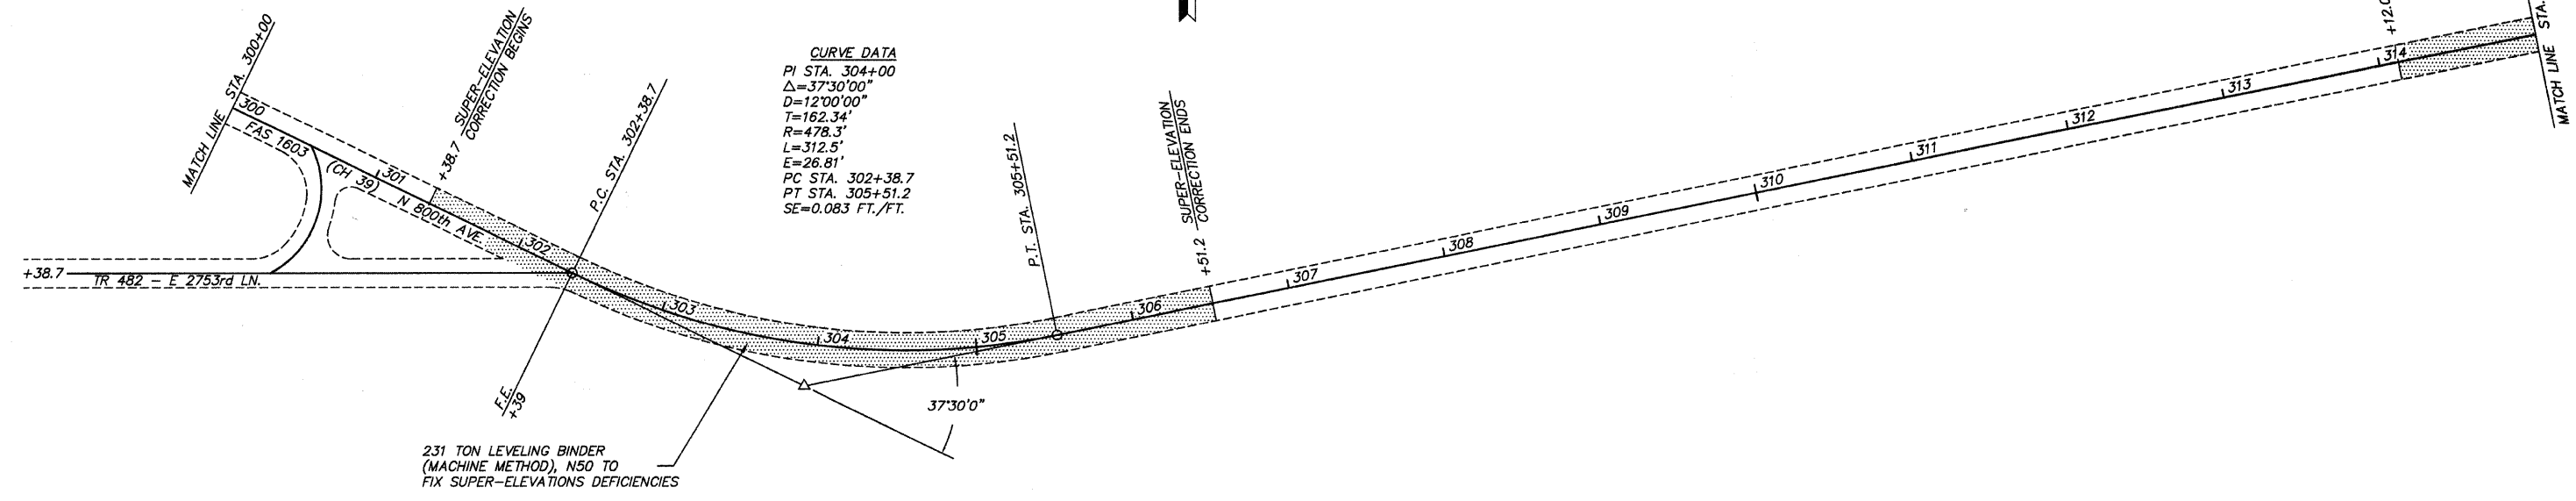 MATCH LINE STA. 300+00
300
FAS 1603
(CH 39)
301
N 800th AVE.
+38.7 SUPER-ELEVATION
CORRECTION BEGINS
302
P.C. STA. 302+38.7
+38.7
TR 482 - E 2753rd LN.
F.E.
+39
CURVE DATA
PI STA. 304+00
△=37°30'00"
D=12°00'00"
T=162.34'
R=478.3'
L=312.5'
E=26.81'
PC STA. 302+38.7
PT STA. 305+51.2
SE=0.083 FT./FT.
303
304
305
P.T. STA. 305+51.2
306
+51.2 SUPER-ELEVATION
CORRECTION ENDS
37°30'0"
231 TON LEVELING BINDER
(MACHINE METHOD), N50 TO
FIX SUPER-ELEVATIONS DEFICIENCIES
307
308
309
310
311
312
313
314
MATCH LINE STA.